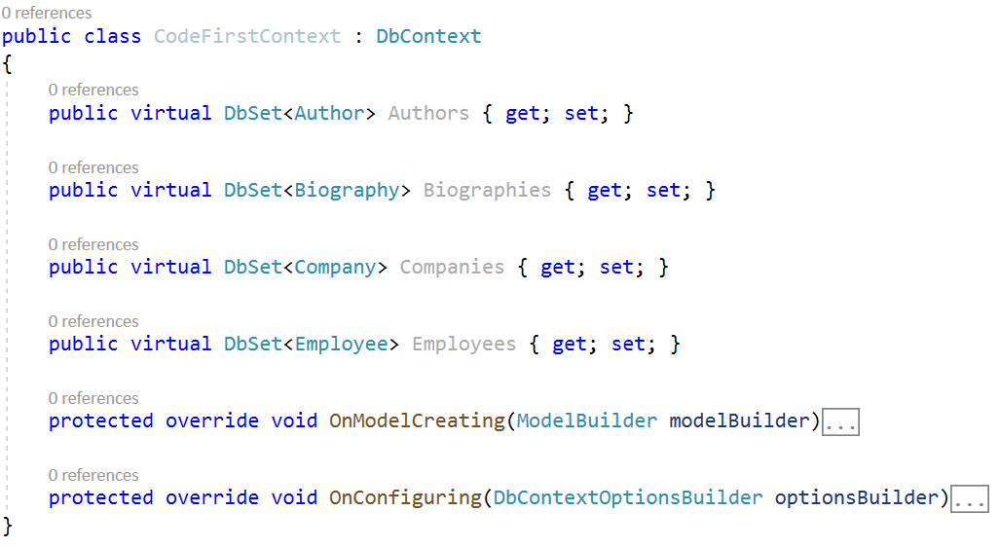 0 references
public class CodeFirstContext : DbContext
{
0 references
public virtual DbSet<Author> Authors { get; set; }
0 references
public virtual DbSet<Biography> Biographies { get; set; }
0 references
public virtual DbSet<Company> Companies { get; set; }
0 references
public virtual DbSet<Employee> Employees { get; set; }
0 references
protected override void OnModelCreating(ModelBuilder modelBuilder)...
0 references
protected override void OnConfiguring(DbContextOptionsBuilder optionsBuilder)...
}